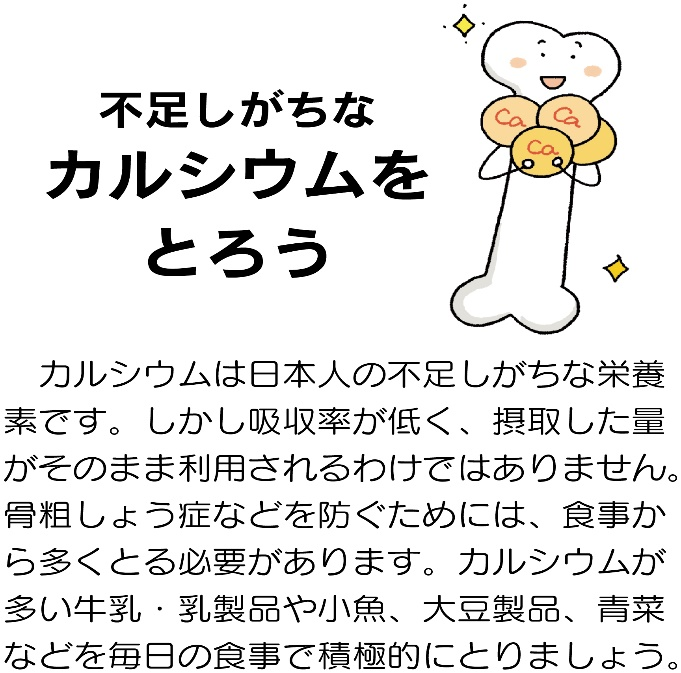 不足しがちな
カルシウムを
とろう
Ca
Ca
Ca
　カルシウムは日本人の不足しがちな栄養
素です。しかし吸収率が低く、摂取した量
がそのまま利用されるわけではありません。
骨粗しょう症などを防ぐためには、食事か
ら多くとる必要があります。カルシウムが
多い牛乳・乳製品や小魚、大豆製品、青菜
などを毎日の食事で積極的にとりましょう。